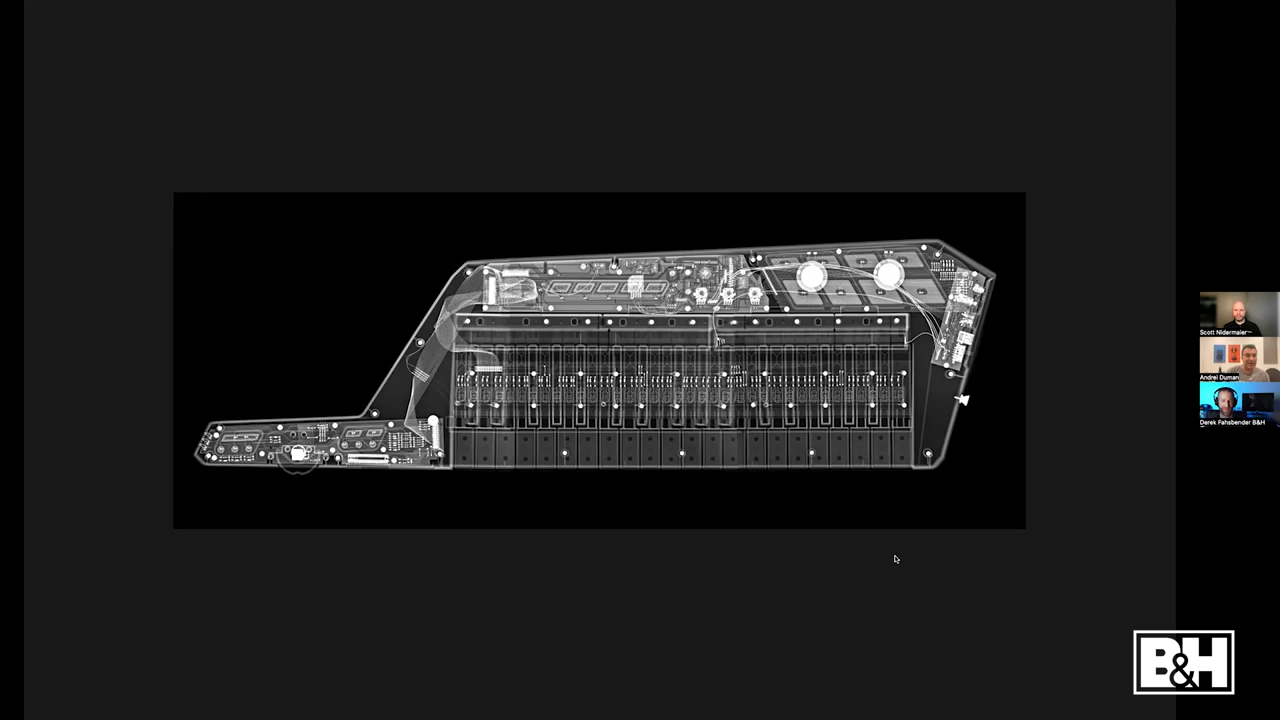 Scott Nidermaier
Andrei Duman
Derek Fahsbender B&H
B&H